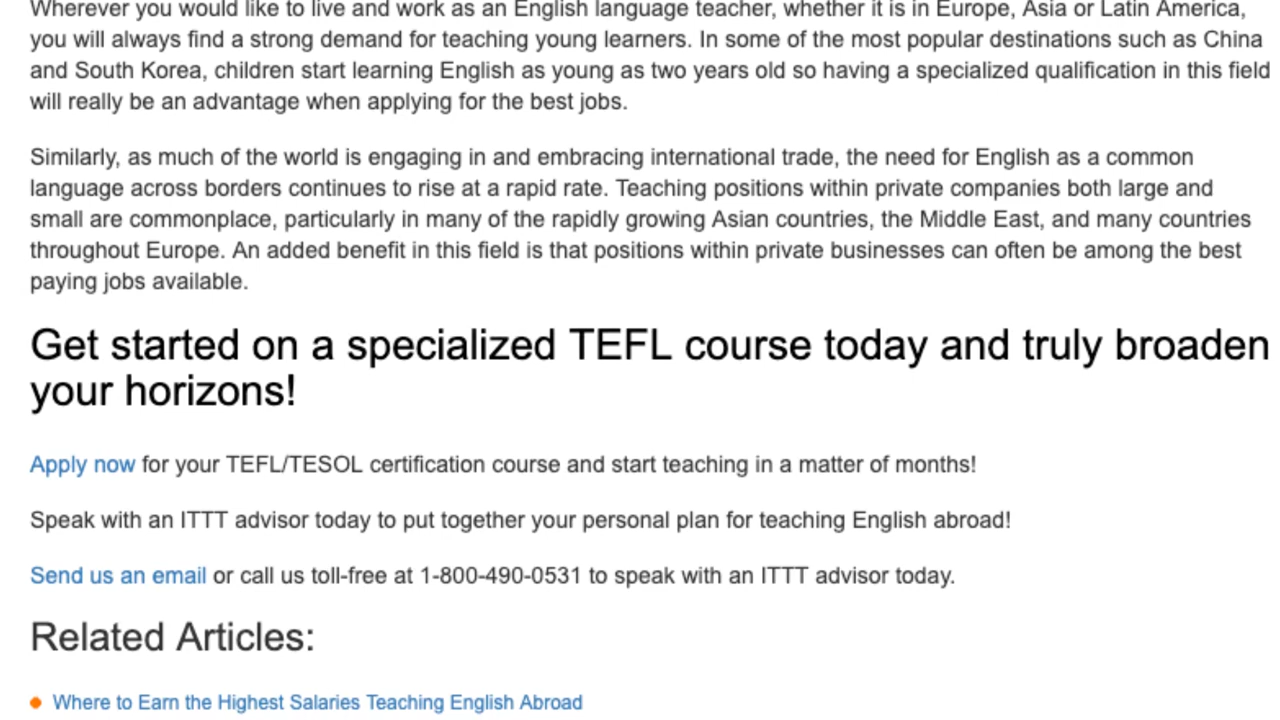 Wherever you would like to live and work as an English language teacher, whether it is in Europe, Asia or Latin America,
you will always find a strong demand for teaching young learners. In some of the most popular destinations such as China
and South Korea, children start learning English as young as two years old so having a specialized qualification in this field
will really be an advantage when applying for the best jobs.
Similarly, as much of the world is engaging in and embracing international trade, the need for English as a common
language across borders continues to rise at a rapid rate. Teaching positions within private companies both large and
small are commonplace, particularly in many of the rapidly growing Asian countries, the Middle East, and many countries
throughout Europe. An added benefit in this field is that positions within private businesses can often be among the best
paying jobs available.
Get started on a specialized TEFL course today and truly broaden
your horizons!
Apply now for your TEFL/TESOL certification course and start teaching in a matter of months!
Speak with an ITTT advisor today to put together your personal plan for teaching English abroad!
Send us an email or call us toll-free at 1-800-490-0531 to speak with an ITTT advisor today.
Related Articles:
Where to Earn the Highest Salaries Teaching English Abroad